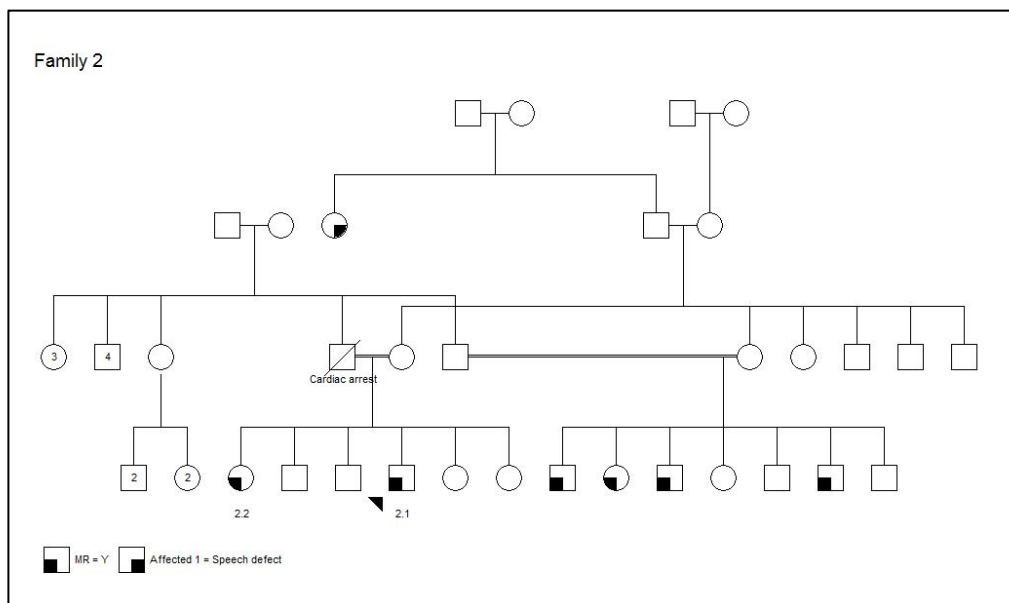 Family 2
3
4
Cardiac arrest
2
2
2.2
2.1
MR = Y
Affected 1 = Speech defect